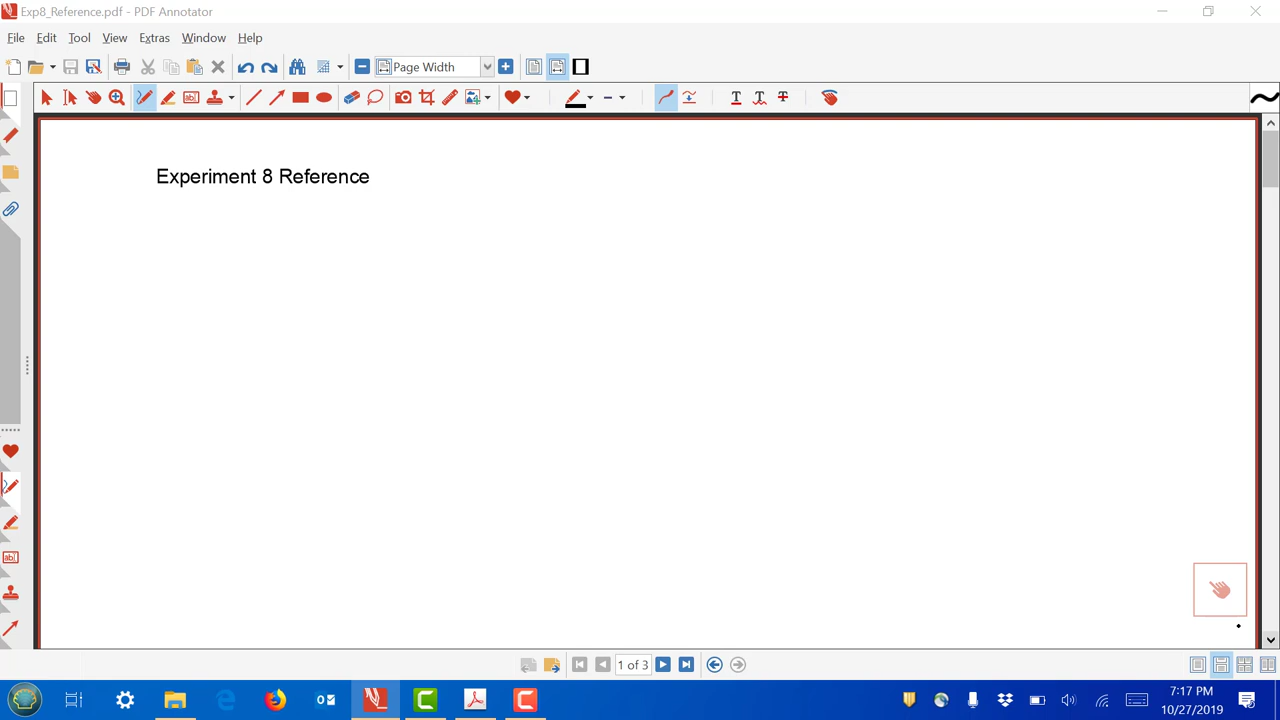 Exp8_Reference.pdf - PDF Annotator
File Edit Tool View Extras Window Help
Page Width
Experiment 8 Reference
1 of 3
7:17 PM
10/27/2019